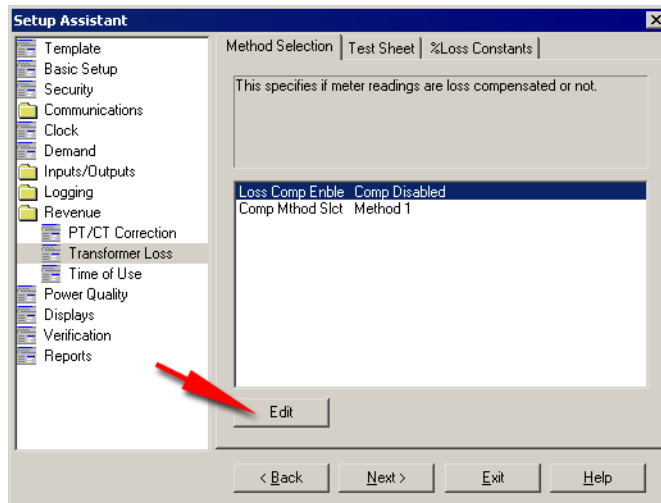 Setup Assistant
Template
Basic Setup
Security
Communications
Clock
Demand
Inputs/Outputs
Logging
Revenue
PT/CT Correction
Transformer Loss
Time of Use
Power Quality
Displays
Verification
Reports
Method Selection Test Sheet %Loss Constants
This specifies if meter readings are loss compensated or not.
Loss Comp Enble Comp Disabled
Comp Mthod Slct Method 1
Edit
< Back Next > Exit Help